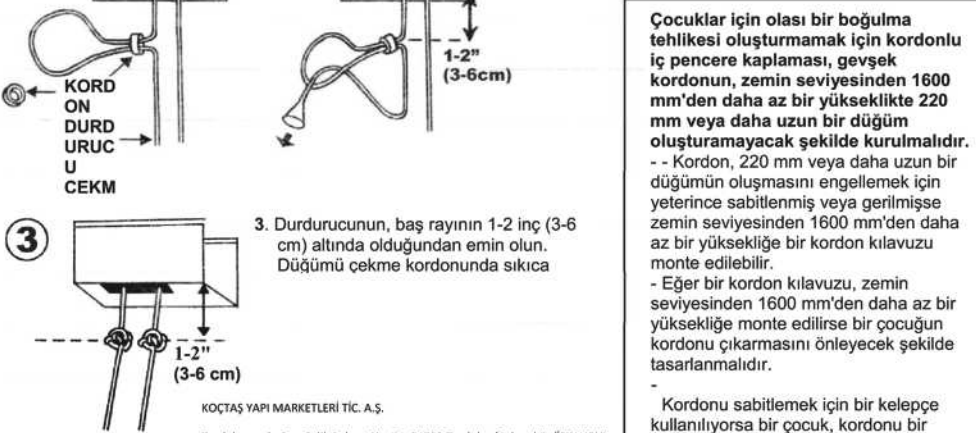 KORD
ON
DURD
URUC
U
CEKM
1-2"
(3-6cm)
3
3. Durdurucunun, baş rayının 1-2 inç (3-6
cm) altında olduğundan emin olun.
Düğümü çekme kordonunda sıkıca
1-2"
(3-6 cm)
KOÇTAŞ YAPI MARKETLERİ TİC. A.Ş.
Çocuklar için olası bir boğulma
tehlikesi oluşturmamak için kordonlu
iç pencere kaplaması, gevşek
kordonun, zemin seviyesinden 1600
mm'den daha az bir yükseklikte 220
mm veya daha uzun bir düğüm
oluşturamayacak şekilde kurulmalıdır.
- - Kordon, 220 mm veya daha uzun bir
düğümün oluşmasını engellemek için
yeterince sabitlenmiş veya gerilmişse
zemin seviyesinden 1600 mm'den daha
az bir yüksekliğe bir kordon kılavuzu
monte edilebilir.
- Eğer bir kordon kılavuzu, zemin
seviyesinden 1600 mm'den daha az bir
yüksekliğe monte edilirse bir çocuğun
kordonu çıkarmasını önleyecek şekilde
tasarlanmalıdır.
-
Kordonu sabitlemek için bir kelepçe
kullanılıyorsa bir çocuk, kordonu bir